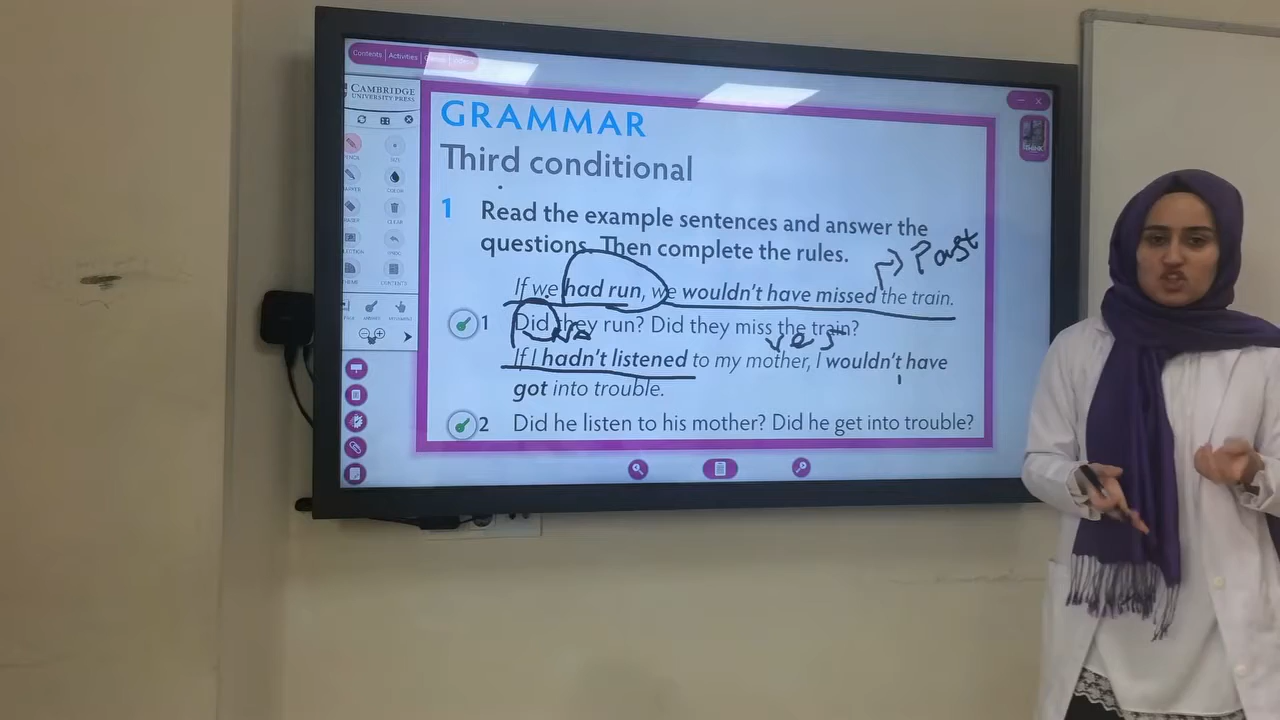 Contents | Activities
CAMBRIDGE
UNIVERSITY PRESS
GRAMMAR
Third conditional
1 Read the example sentences and answer the
questions. Then complete the rules.
Past
If we had run, we wouldn't have missed the train.
1 Did they run? Did they miss the train?
No yes
If I hadn't listened to my mother, I wouldn't have
got into trouble.
2 Did he listen to his mother? Did he get into trouble?